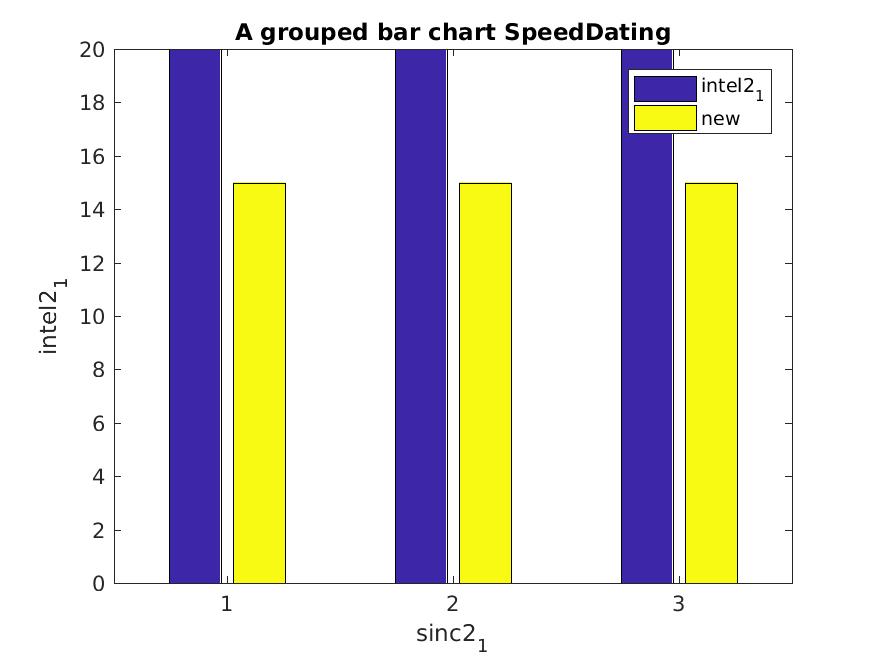 A grouped bar chart SpeedDating
20
18
16
14
12
10
8
6
4
2
0
intel2₁
intel2₁
new
1
2
3
sinc2₁